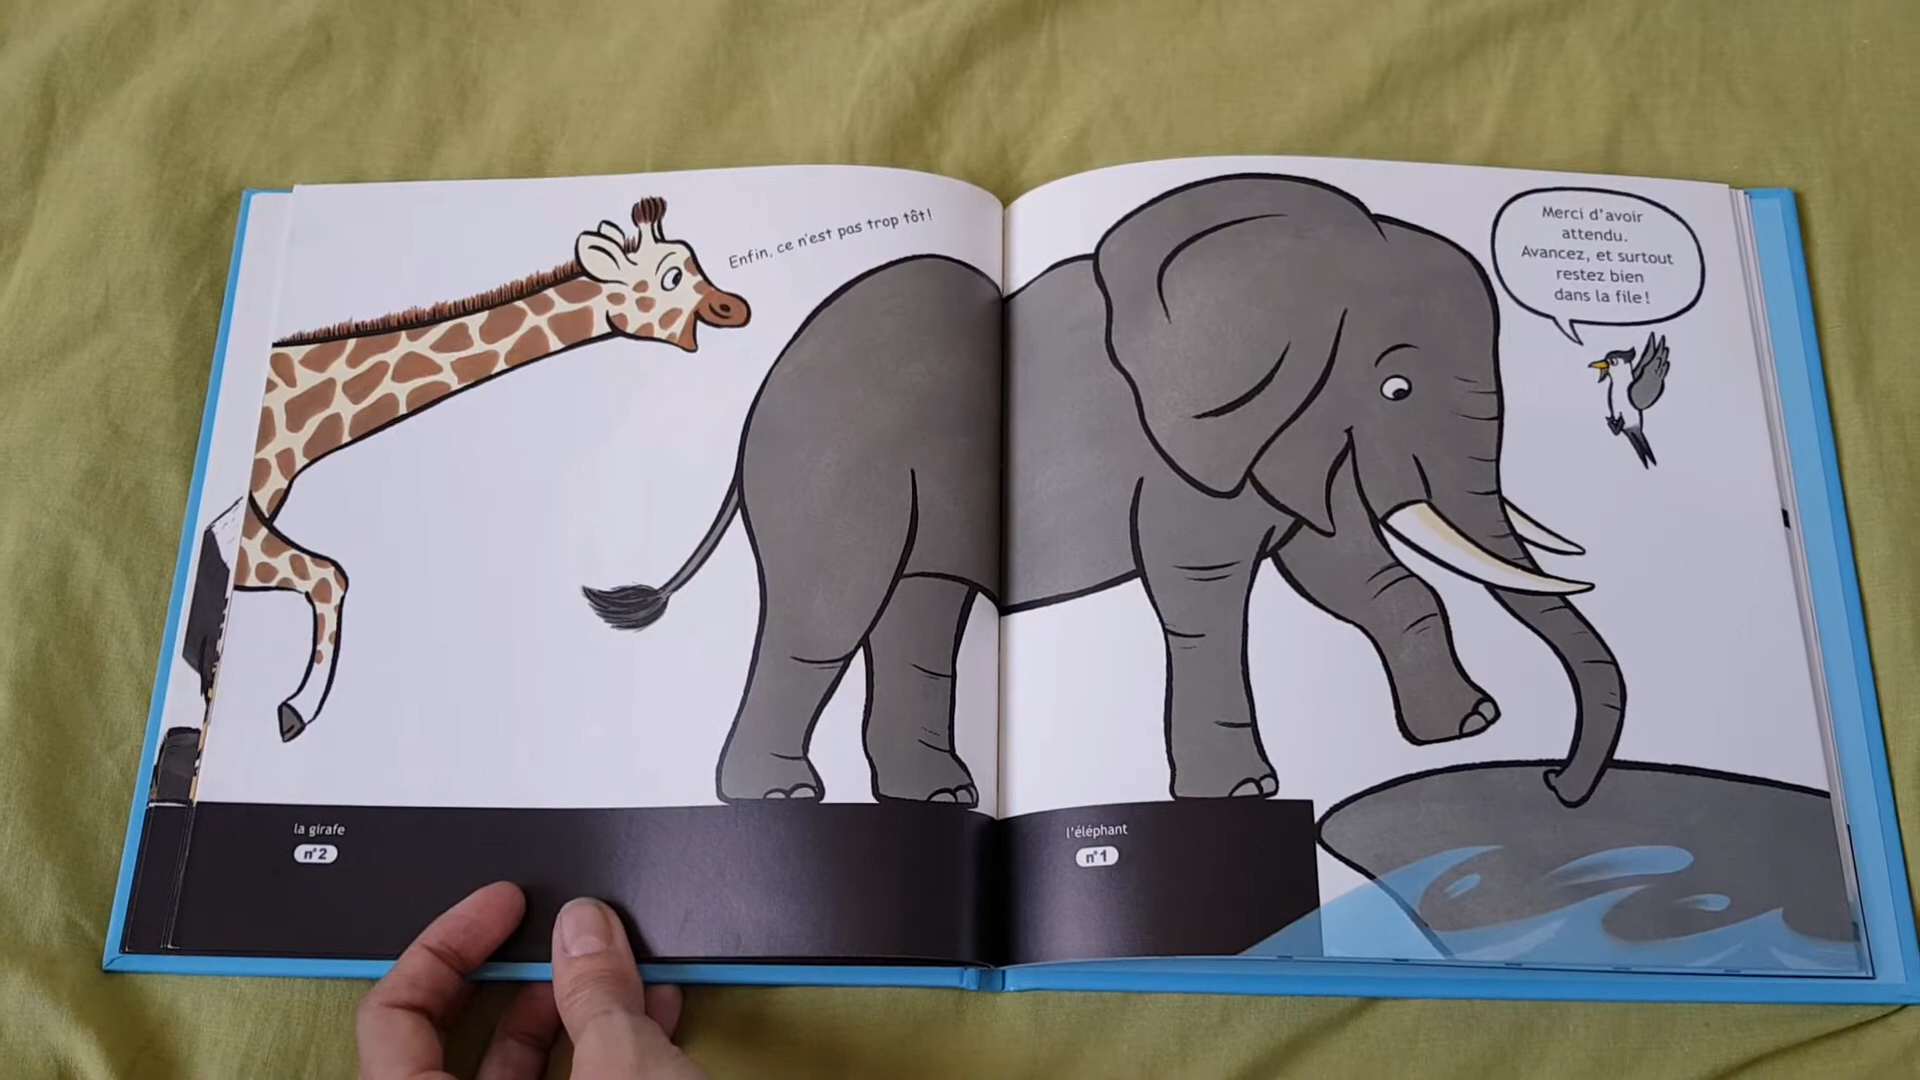 Enfin, ce n'est pas trop tôt!
la girafe
n°2
Merci d'avoir
attendu.
Avancez, et surtout
restez bien
dans la file!
l'éléphant
n°1